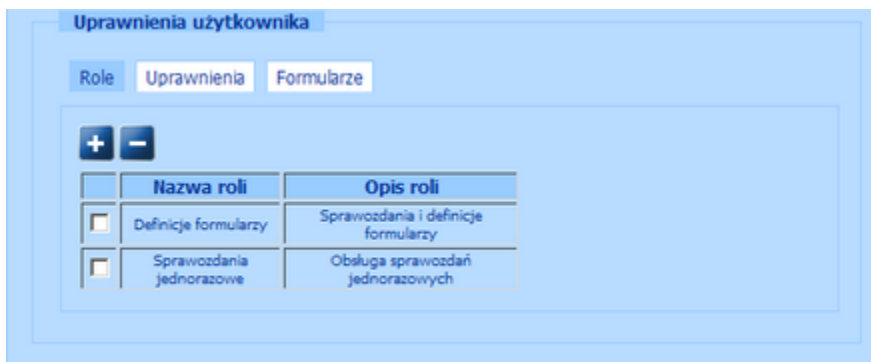 Uprawnienia użytkownika
Role Uprawnienia Formularze
+ −
Nazwa roli Opis roli
Definicje formularzy Sprawozdania i definicje
formularzy
Sprawozdania Obsługa sprawozdań
jednorazowe jednorazowych